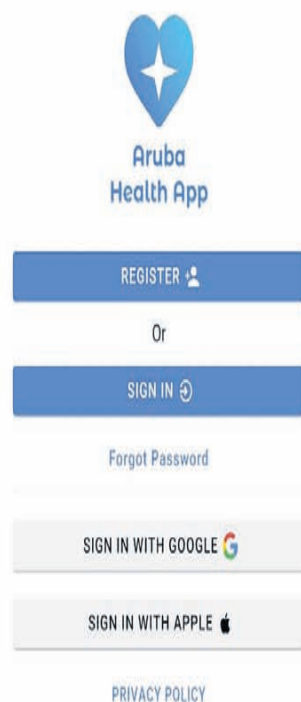 Aruba
Health App
REGISTER
Or
SIGN IN
Forgot Password
SIGN IN WITH GOOGLE
SIGN IN WITH APPLE
PRIVACY POLICY